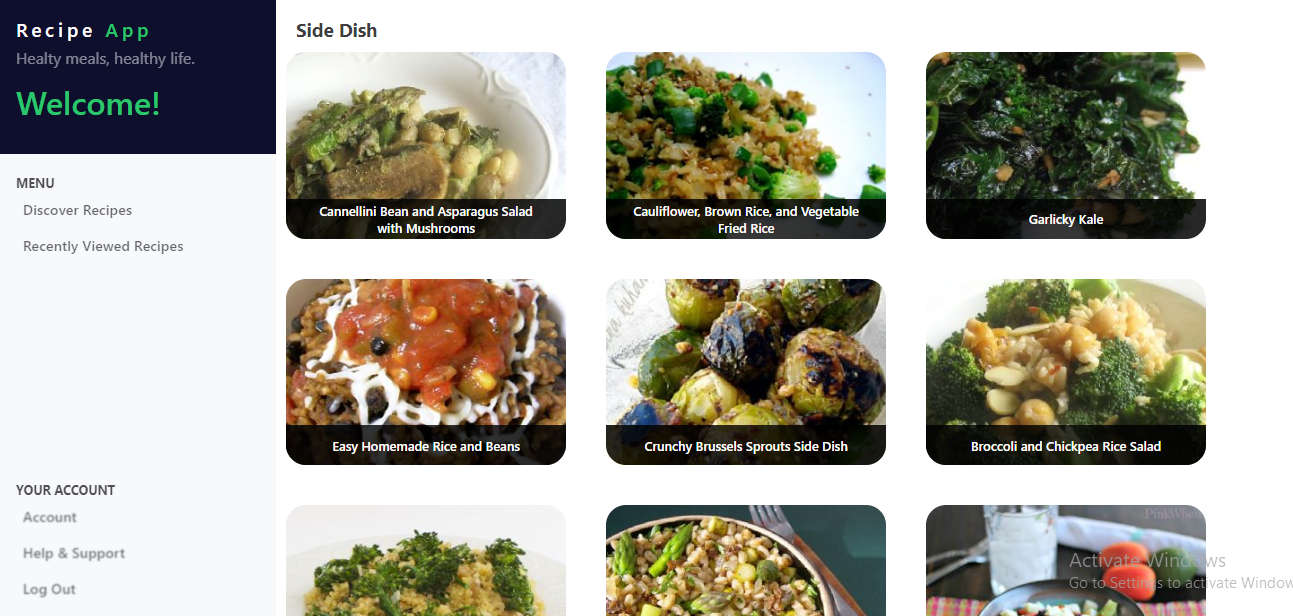 Recipe App
Healty meals, healthy life.
Welcome!
MENU
Discover Recipes
Recently Viewed Recipes
YOUR ACCOUNT
Account
Help & Support
Log Out
Side Dish
Cannellini Bean and Asparagus Salad
with Mushrooms
Cauliflower, Brown Rice, and Vegetable
Fried Rice
Garlicky Kale
Easy Homemade Rice and Beans
Crunchy Brussels Sprouts Side Dish
Broccoli and Chickpea Rice Salad
Activate Windows
Go to Settings to activate Window